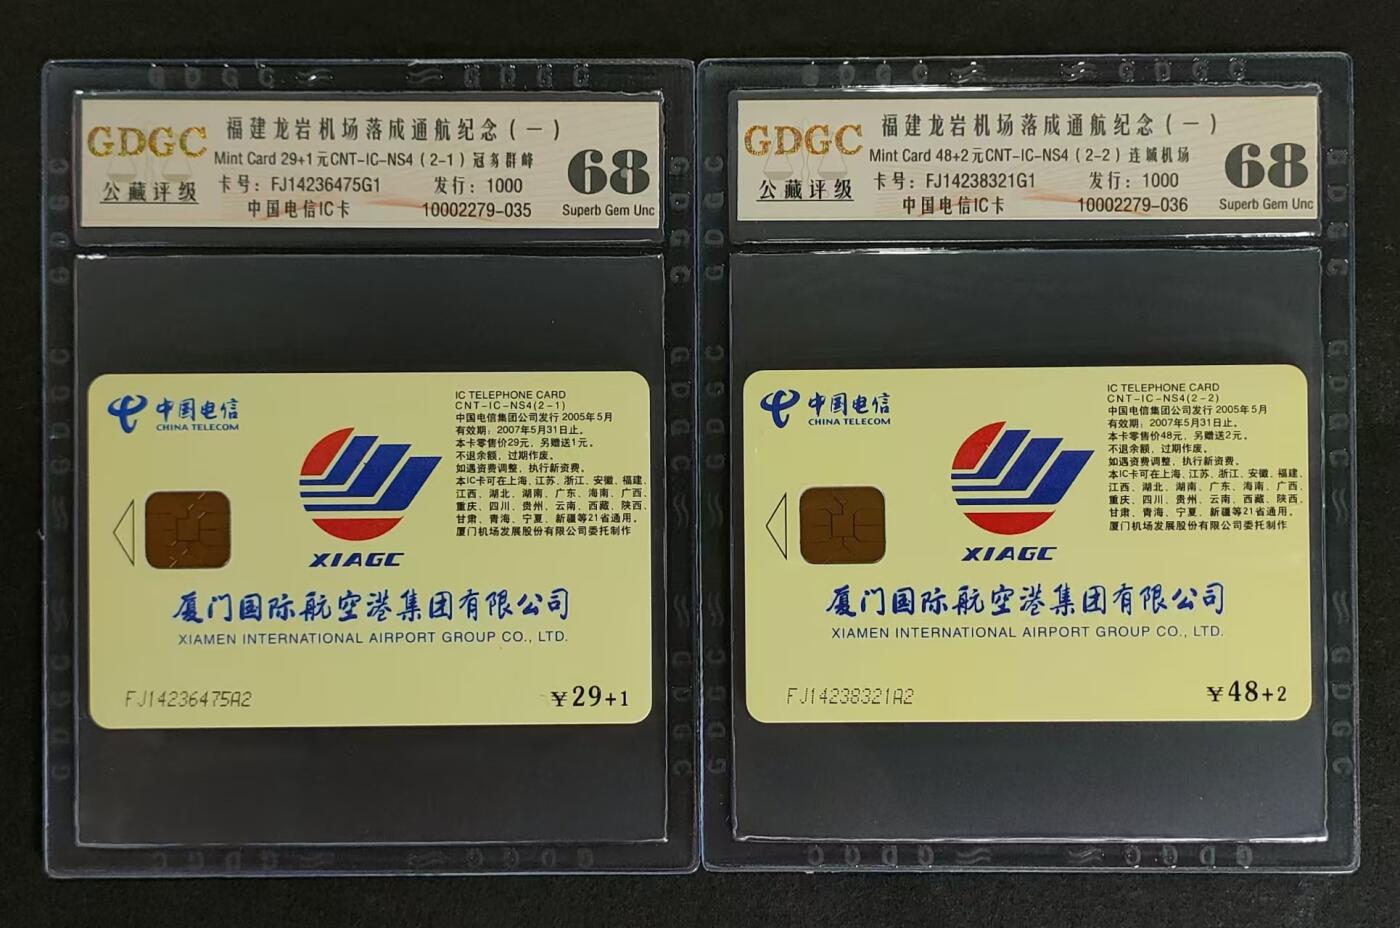 GDGC
公藏评级
福建龙岩机场落成通航纪念(一)
Mint Card 29+1元CNT-IC-NS4(2-1)冠豸群峰
卡号：FJ14236475G1 发行：1000
中国电信IC卡 10002279-035
68
Superb Gem Unc
中国电信
CHINA TELECOM
IC TELEPHONE CARD
CNT-IC-NS4(2-1)
中国电信集团公司发行 2005年5月
有效期：2007年5月31日止。
本卡零售价29元，另赠送1元。
不退余额，过期作废。
如遇资费调整，执行新资费。
本IC卡可在上海、江苏、浙江、安徽、福建、
江西、湖北、湖南、广东、海南、广西、
重庆、四川、贵州、云南、西藏、陕西、
甘肃、青海、宁夏、新疆等21省通用。
厦门机场发展股份有限公司委托制作
XIAGC
厦门国际航空港集团有限公司
XIAMEN INTERNATIONAL AIRPORT GROUP CO., LTD.
FJ14236475A2
¥29+1
GDGC
公藏评级
福建龙岩机场落成通航纪念(一)
Mint Card 48+2元CNT-IC-NS4(2-2)连城机场
卡号：FJ14238321G1 发行：1000
中国电信IC卡 10002279-036
68
Superb Gem Unc
中国电信
CHINA TELECOM
IC TELEPHONE CARD
CNT-IC-NS4(2-2)
中国电信集团公司发行 2005年5月
有效期：2007年5月31日止。
本卡零售价48元，另赠送2元。
不退余额，过期作废。
如遇资费调整，执行新资费。
本IC卡可在上海、江苏、浙江、安徽、福建、
江西、湖北、湖南、广东、海南、广西、
重庆、四川、贵州、云南、西藏、陕西、
甘肃、青海、宁夏、新疆等21省通用。
厦门机场发展股份有限公司委托制作
XIAGC
厦门国际航空港集团有限公司
XIAMEN INTERNATIONAL AIRPORT GROUP CO., LTD.
FJ14238321A2
¥48+2